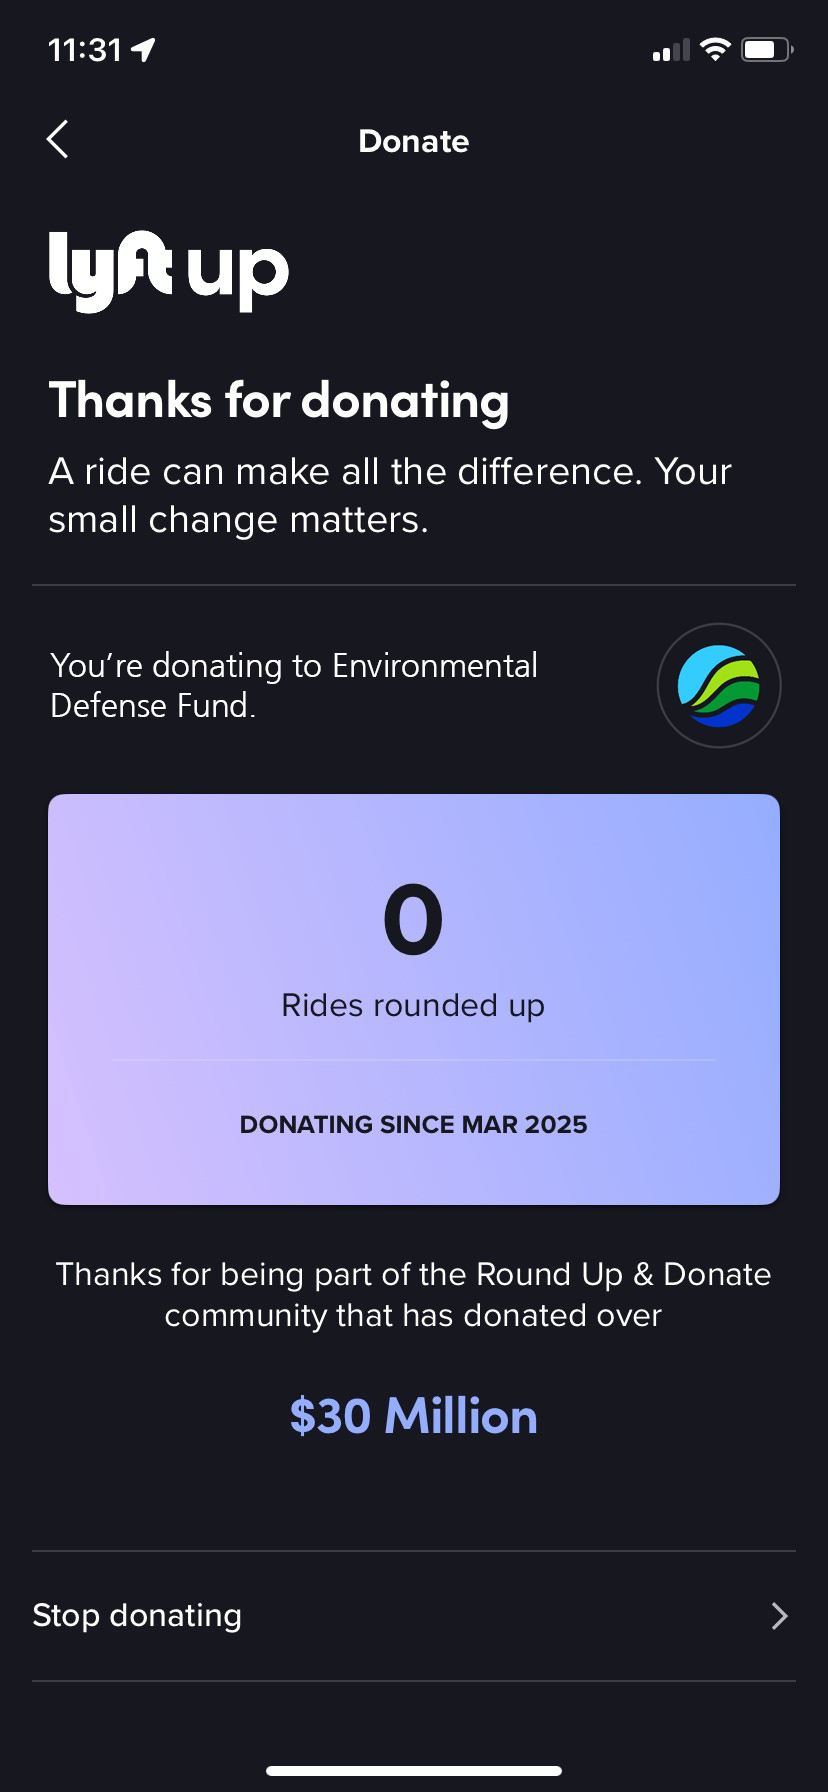 11:31
Donate
lyft up
Thanks for donating
A ride can make all the difference. Your
small change matters.
You're donating to Environmental
Defense Fund.
0
Rides rounded up
DONATING SINCE MAR 2025
Thanks for being part of the Round Up & Donate
community that has donated over
$30 Million
Stop donating